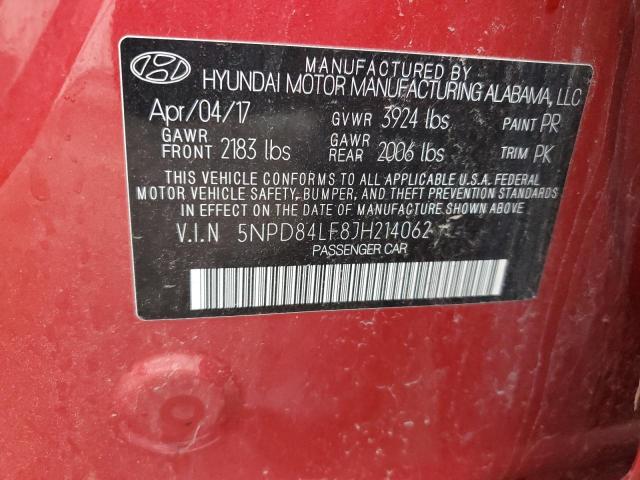 MANUFACTURED BY
HYUNDAI MOTOR MANUFACTURING ALABAMA, LLC
Apr/04/17 GVWR 3924 lbs PAINT PR
GAWR FRONT 2183 lbs GAWR REAR 2006 lbs TRIM PK
THIS VEHICLE CONFORMS TO ALL APPLICABLE U.S.A. FEDERAL
MOTOR VEHICLE SAFETY, BUMPER, AND THEFT PREVENTION STANDARDS
IN EFFECT ON THE DATE OF MANUFACTURE SHOWN ABOVE.
V.I.N 5NPD84LF8JH214062
PASSENGER CAR